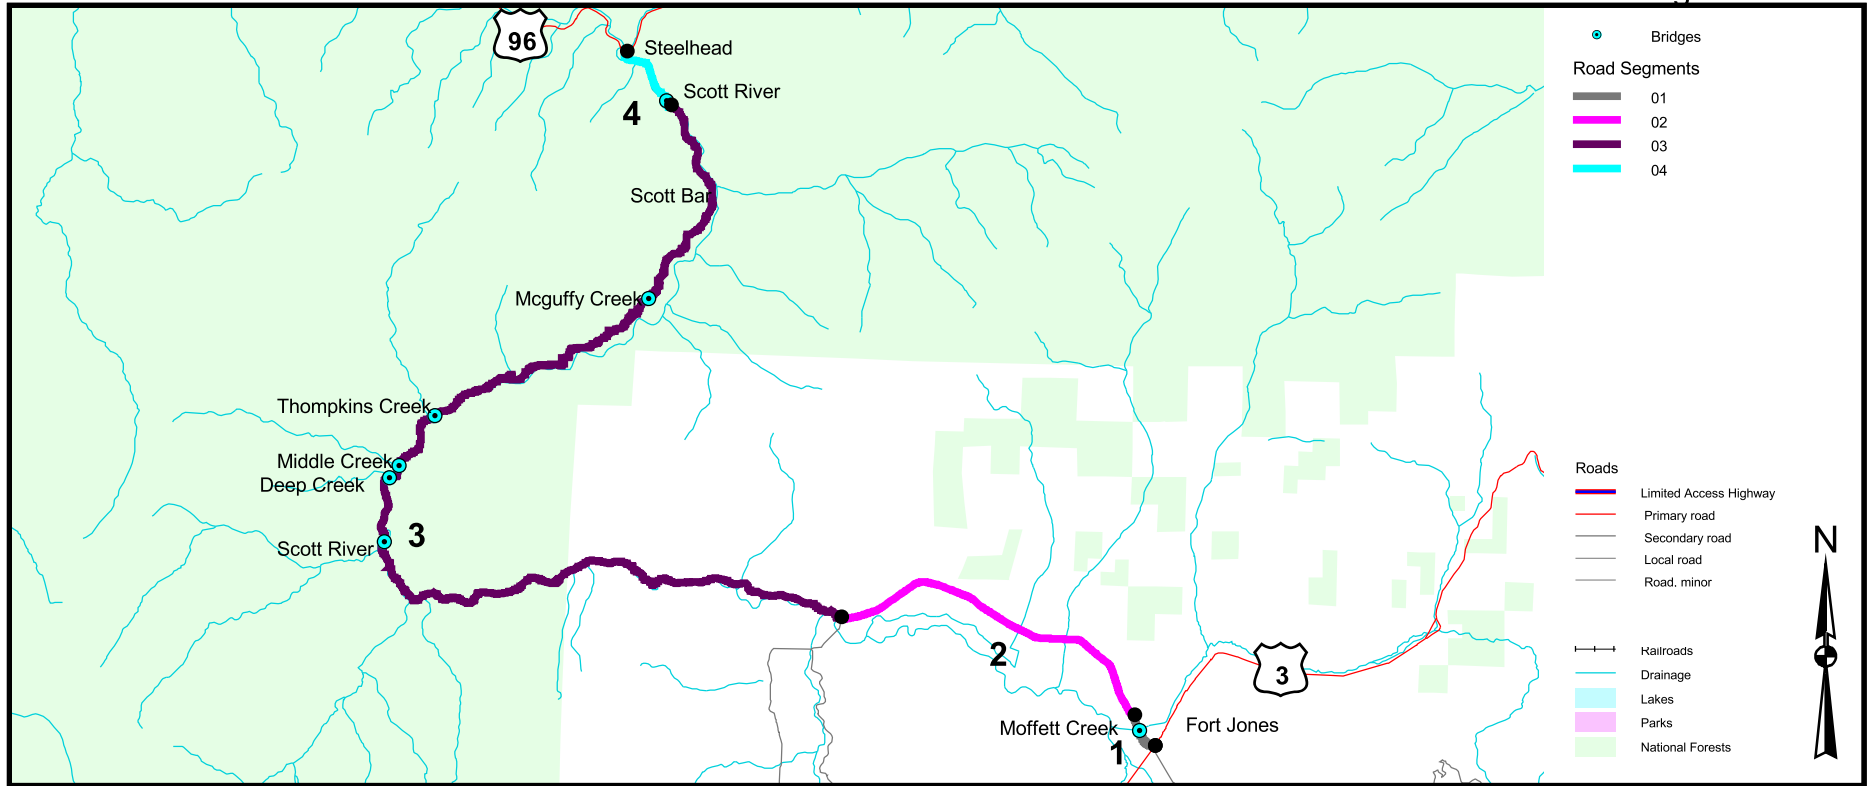 96
Steelhead
Scott River
4
Scott Bar
Mcguffy Creek
Thompkins Creek
Middle Creek
Deep Creek
3
Scott River
2
3
Moffett Creek
Fort Jones
1
Bridges
Road Segments
01
02
03
04
Roads
Limited Access Highway
Primary road
Secondary road
Local road
Road, minor
Railroads
Drainage
Lakes
Parks
National Forests
N